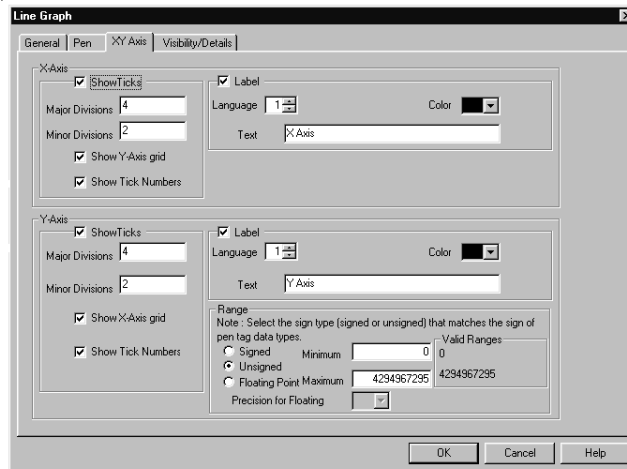 Line Graph
General Pen XY Axis Visibility/Details
X-Axis
ShowTicks
Major Divisions 4
Minor Divisions 2
Show Y-Axis grid
Show Tick Numbers
Label
Language 1 Color
Text X Axis
Y-Axis
ShowTicks
Major Divisions 4
Minor Divisions 2
Show X-Axis grid
Show Tick Numbers
Label
Language 1 Color
Text Y Axis
Range
Note : Select the sign type (signed or unsigned) that matches the sign of
pen tag data types.
Signed
Unsigned
Floating Point
Minimum 0
Maximum 4294967295
Valid Ranges
0
4294967295
Precision for Floating
OK Cancel Help